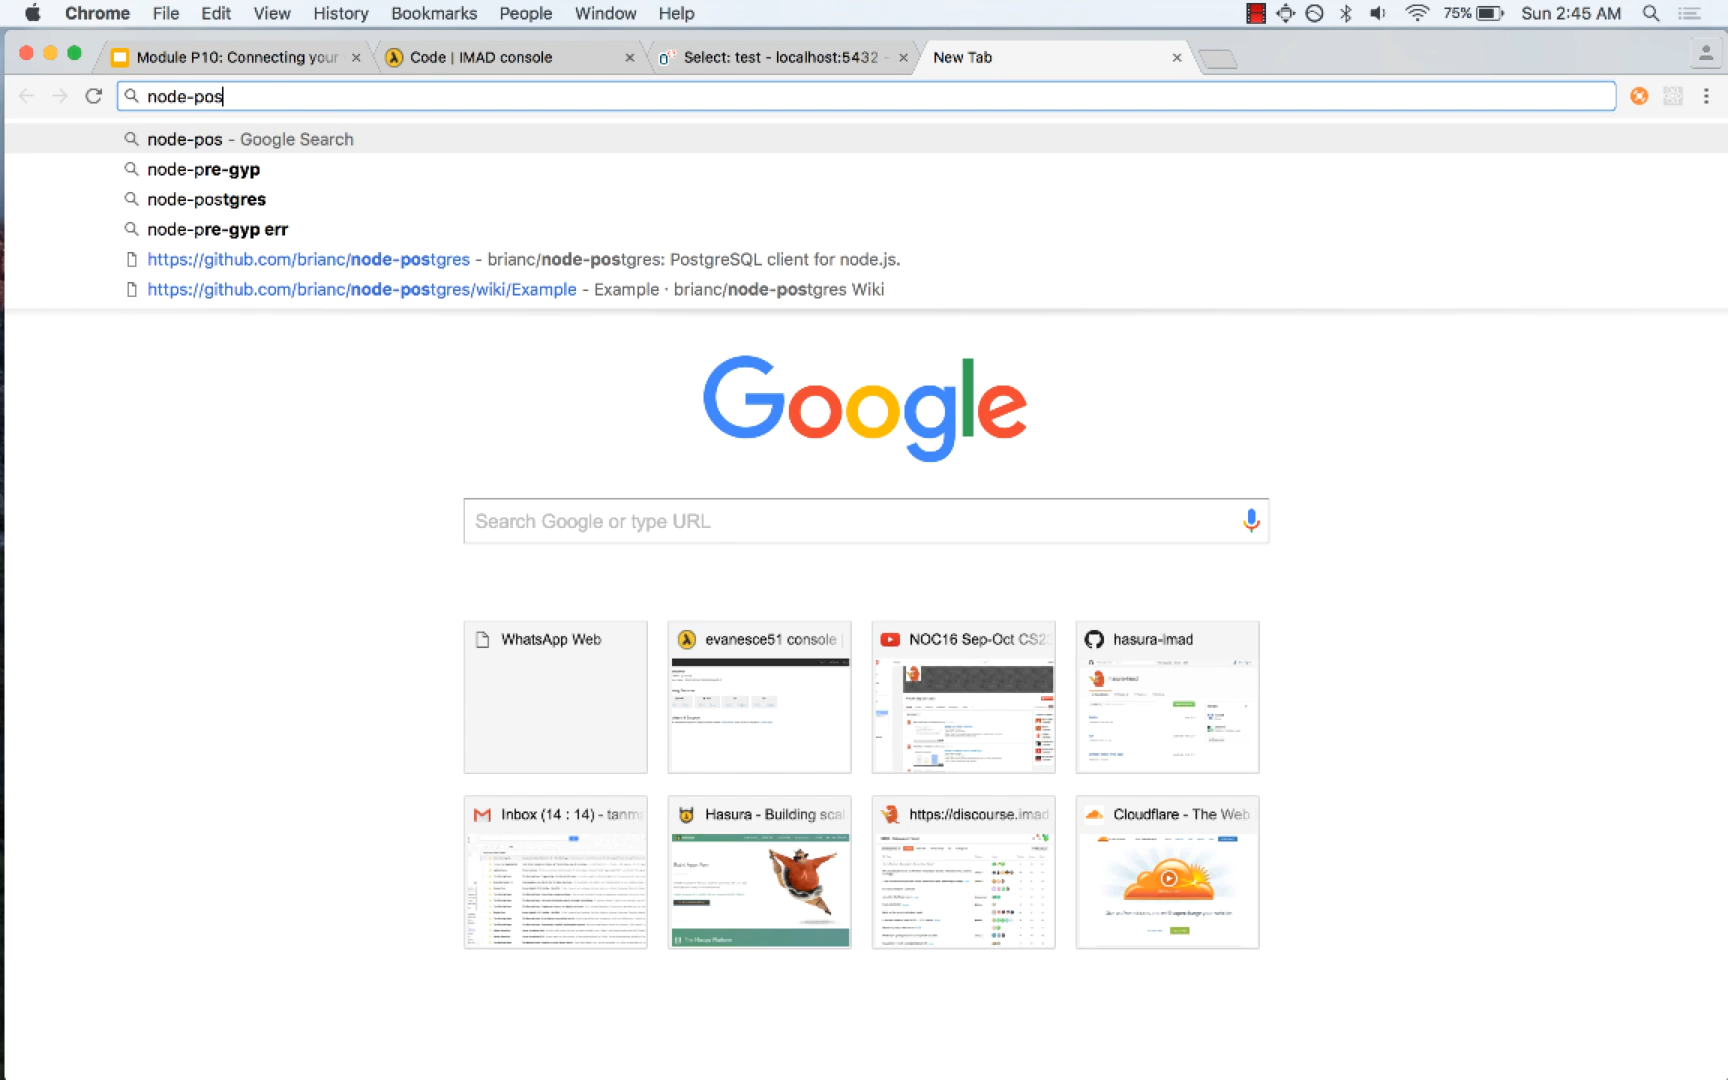 Chrome File Edit View History Bookmarks People Window Help 75% Sun 2:45 AM
Module P10: Connecting your Code | IMAD console Select: test - localhost:5432 - New Tab
node-pos
node-pos - Google Search
node-pre-gyp
node-postgres
node-pre-gyp err
https://github.com/brianc/node-postgres - brianc/node-postgres: PostgreSQL client for node.js.
https://github.com/brianc/node-postgres/wiki/Example - Example · brianc/node-postgres Wiki
Google
Search Google or type URL
WhatsApp Web evanesce51 console | NOC16 Sep-Oct CS2 hasura-imad
Inbox (14 : 14) - tanm Hasura - Building scal https://discourse.imad Cloudflare - The Web